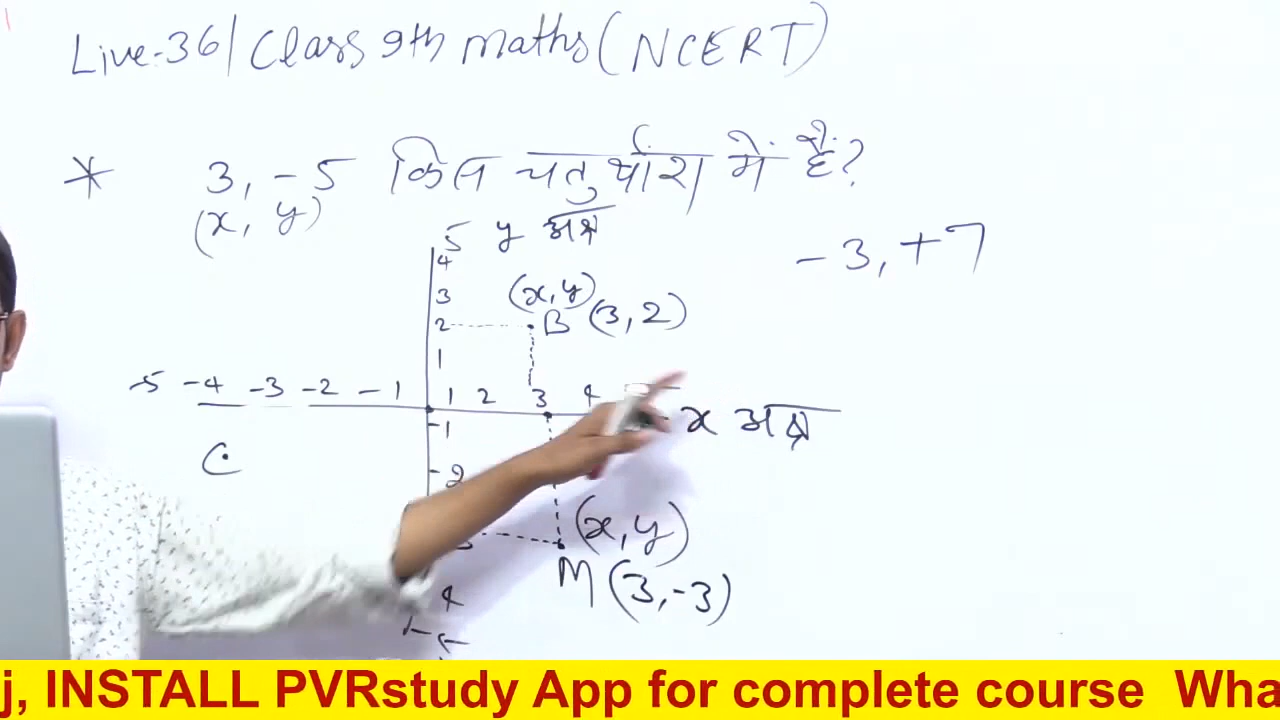 Live-36 | Class 9th maths (NCERT)
* 3, -5 किस चतुर्थांश में है?
(x, y)
-3, +7
5 y अक्ष
4
3 (x, y)
2 B (3, 2)
1
-5 -4 -3 -2 -1 1 2 3 4
x अक्ष
-1
C
-2
(x, y)
M (3, -3)
4
j, INSTALL PVRstudy App for complete course Wha